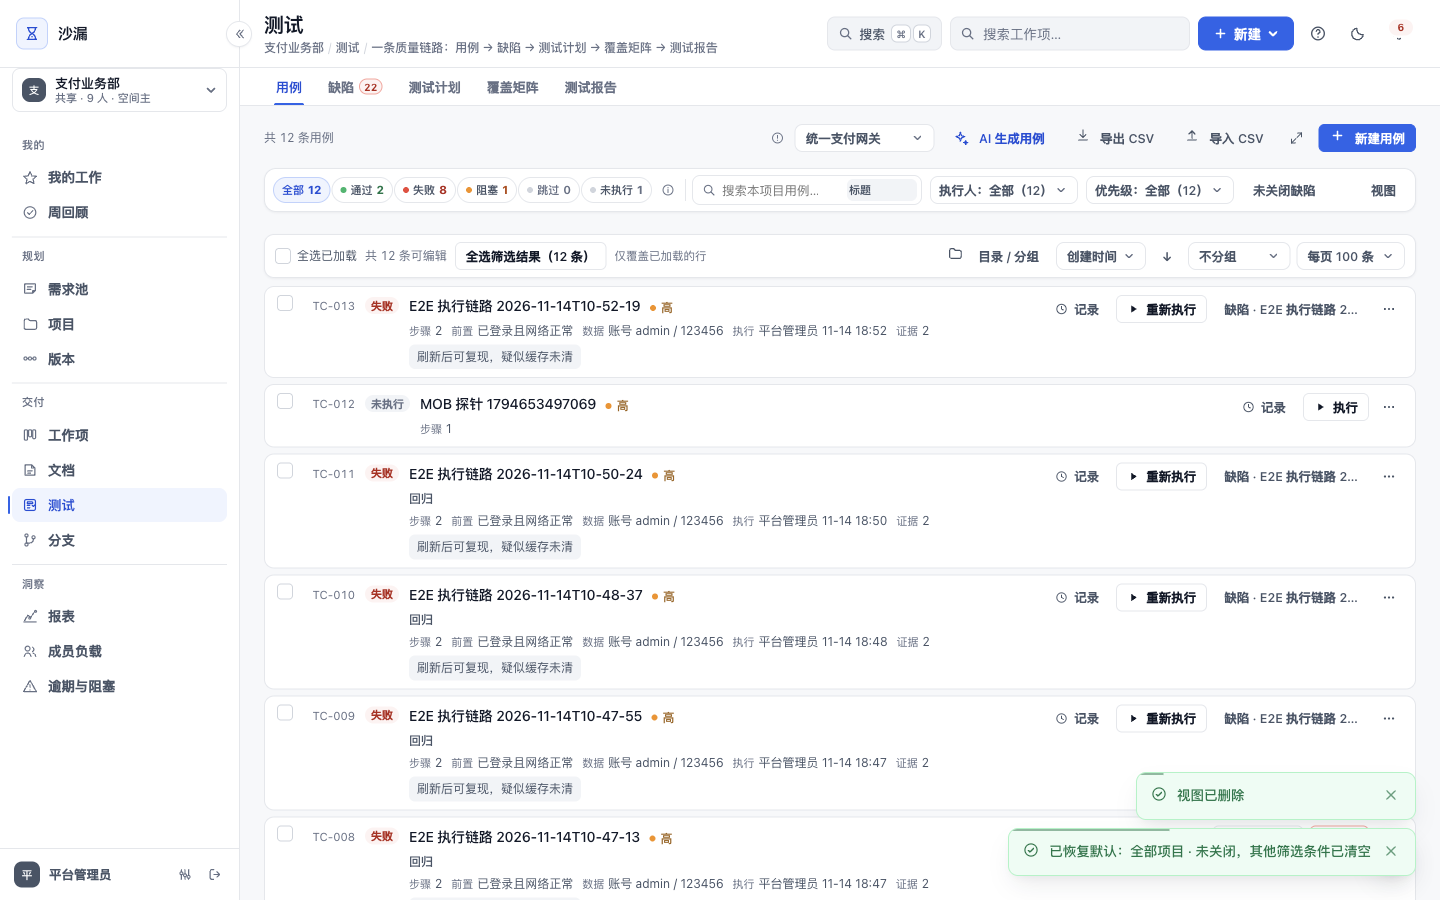 沙漏
支
支付业务部
共享 · 9 人 · 空间主
我的
我的工作
周回顾
规划
需求池
项目
版本
交付
工作项
文档
测试
分支
洞察
报表
成员负载
逾期与阻塞
平
平台管理员
测试
支付业务部 / 测试 / 一条质量链路：用例 → 缺陷 → 测试计划 → 覆盖矩阵 → 测试报告
搜索 ⌘ K
搜索工作项...
新建
6
用例
缺陷 22
测试计划
覆盖矩阵
测试报告
共 12 条用例
统一支付网关
AI 生成用例
导出 CSV
导入 CSV
新建用例
全部 12
通过 2
失败 8
阻塞 1
跳过 0
未执行 1
搜索本项目用例...
标题
执行人：全部（12）
优先级：全部（12）
未关闭缺陷
视图
全选已加载
共 12 条可编辑
全选筛选结果（12 条）
仅覆盖已加载的行
目录 / 分组
创建时间
不分组
每页 100 条
TC-013 失败 E2E 执行链路 2026-11-14T10-52-19 高
记录 重新执行 缺陷 · E2E 执行链路 2...
步骤 2 前置 已登录且网络正常 数据 账号 admin / 123456 执行 平台管理员 11-14 18:52 证据 2
刷新后可复现，疑似缓存未清
TC-012 未执行 MOB 探针 1794653497069 高
记录 执行
步骤 1
TC-011 失败 E2E 执行链路 2026-11-14T10-50-24 高
记录 重新执行 缺陷 · E2E 执行链路 2...
回归
步骤 2 前置 已登录且网络正常 数据 账号 admin / 123456 执行 平台管理员 11-14 18:50 证据 2
刷新后可复现，疑似缓存未清
TC-010 失败 E2E 执行链路 2026-11-14T10-48-37 高
记录 重新执行 缺陷 · E2E 执行链路 2...
回归
步骤 2 前置 已登录且网络正常 数据 账号 admin / 123456 执行 平台管理员 11-14 18:48 证据 2
刷新后可复现，疑似缓存未清
TC-009 失败 E2E 执行链路 2026-11-14T10-47-55 高
记录 重新执行 缺陷 · E2E 执行链路 2...
回归
步骤 2 前置 已登录且网络正常 数据 账号 admin / 123456 执行 平台管理员 11-14 18:47 证据 2
刷新后可复现，疑似缓存未清
视图已删除
TC-008 失败 E2E 执行链路 2026-11-14T10-47-13 高
已恢复默认：全部项目 · 未关闭，其他筛选条件已清空
回归
步骤 2 前置 已登录且网络正常 数据 账号 admin / 123456 执行 平台管理员 11-14 18:47 证据 2